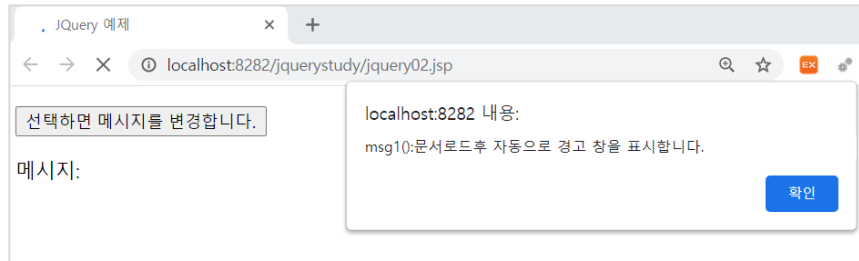 JQuery 예제
localhost:8282/jquerystudy/jquery02.jsp
EX
선택하면 메시지를 변경합니다.
메시지:
localhost:8282 내용:
msg1():문서로드후 자동으로 경고 창을 표시합니다.
확인